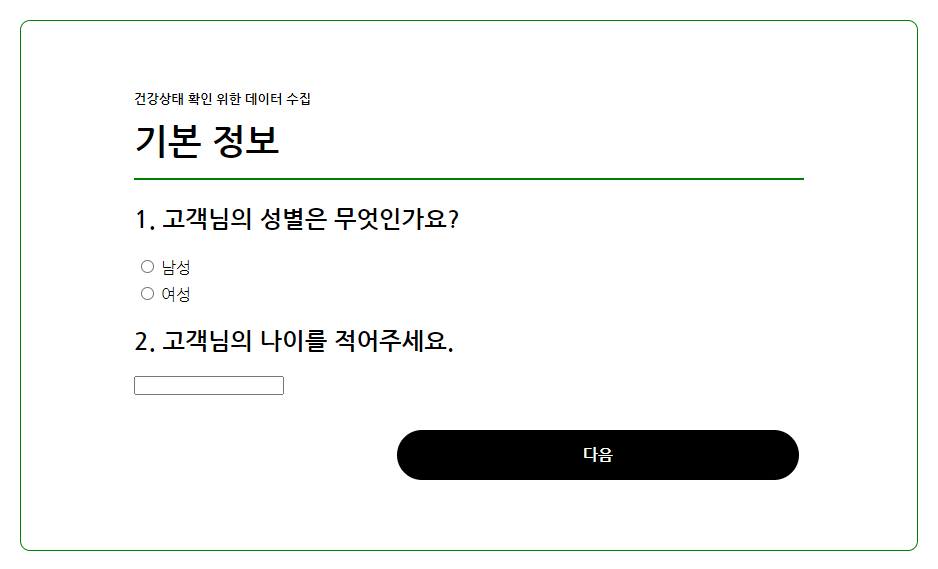 건강상태 확인 위한 데이터 수집
기본 정보
1. 고객님의 성별은 무엇인가요?
남성
여성
2. 고객님의 나이를 적어주세요.
다음